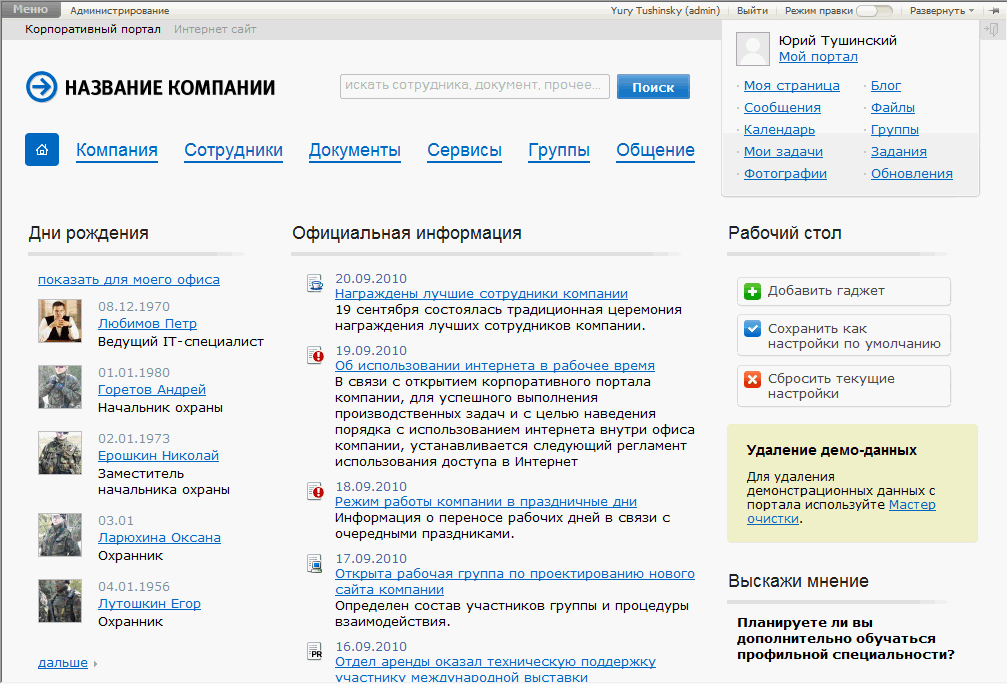 Меню
Администрирование
Yury Tushinsky (admin)
Выйти
Режим правки
Развернуть
Корпоративный портал
Интернет сайт
Юрий Тушинский
Мой портал
Моя страница
Блог
Сообщения
Файлы
Календарь
Группы
Мои задачи
Задания
Фотографии
Обновления
НАЗВАНИЕ КОМПАНИИ
искать сотрудника, документ, прочее...
Поиск
Компания
Сотрудники
Документы
Сервисы
Группы
Общение
Дни рождения
показать для моего офиса
08.12.1970
Любимов Петр
Ведущий IT-специалист
01.01.1980
Горетов Андрей
Начальник охраны
02.01.1973
Ерошкин Николай
Заместитель
начальника охраны
03.01
Ларюхина Оксана
Охранник
04.01.1956
Лутошкин Егор
Охранник
дальше
Официальная информация
20.09.2010
Награждены лучшие сотрудники компании
19 сентября состоялась традиционная церемония
награждения лучших сотрудников компании.
19.09.2010
Об использовании интернета в рабочее время
В связи с открытием корпоративного портала
компании, для успешного выполнения
производственных задач и с целью наведения
порядка с использованием интернета внутри офиса
компании, устанавливается следующий регламент
использования доступа в Интернет
18.09.2010
Режим работы компании в праздничные дни
Информация о переносе рабочих дней в связи с
очередными праздниками.
17.09.2010
Открыта рабочая группа по проектированию нового
сайта компании
Определен состав участников группы и процедуры
взаимодействия.
PR
16.09.2010
Отдел аренды оказал техническую поддержку
участнику международной выставки
Рабочий стол
Добавить гаджет
Сохранить как
настройки по умолчанию
Сбросить текущие
настройки
Удаление демо-данных
Для удаления
демонстрационных данных с
портала используйте Мастер
очистки.
Выскажи мнение
Планируете ли вы
дополнительно обучаться
профильной специальности?